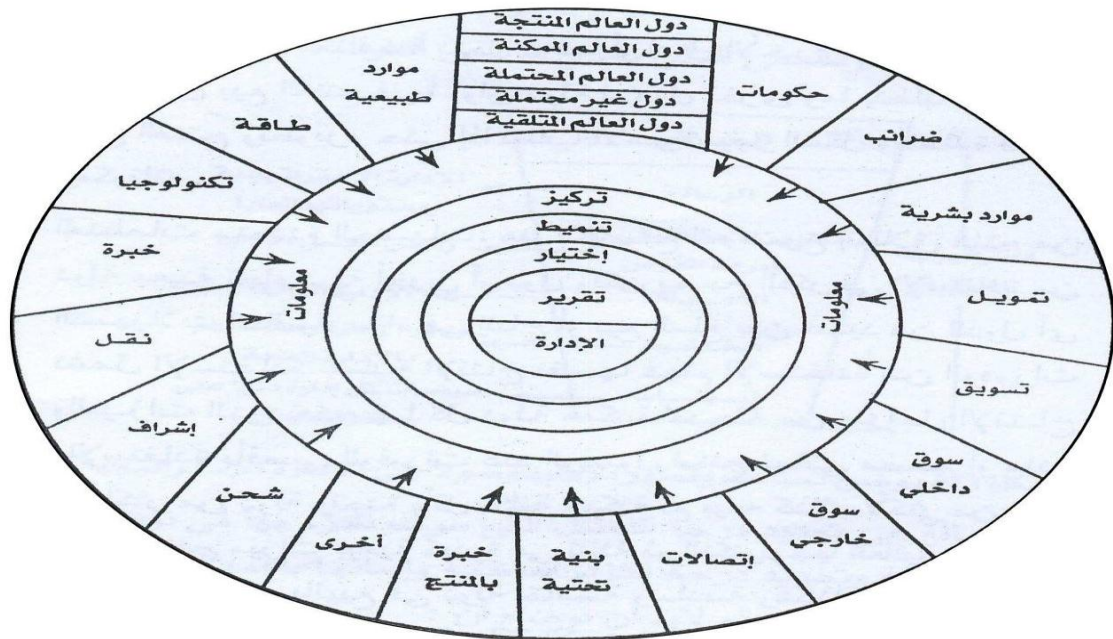 دول العالم المنتجة
دول العالم الممكنة
دول العالم المحتملة
دول غير محتملة
دول العالم المتلقية
حكومات
ضرائب
موارد بشرية
تمويل
تسويق
سوق
داخلي
سوق
خارجي
إتصالات
بنية
تحتية
خبرة
بالمنتج
أخرى
شحن
إشراف
نقل
خبرة
تكنولوجيا
طاقة
موارد
طبيعية
معلومات
معلومات
تركيز
تنميط
إختيار
تقرير
الإدارة